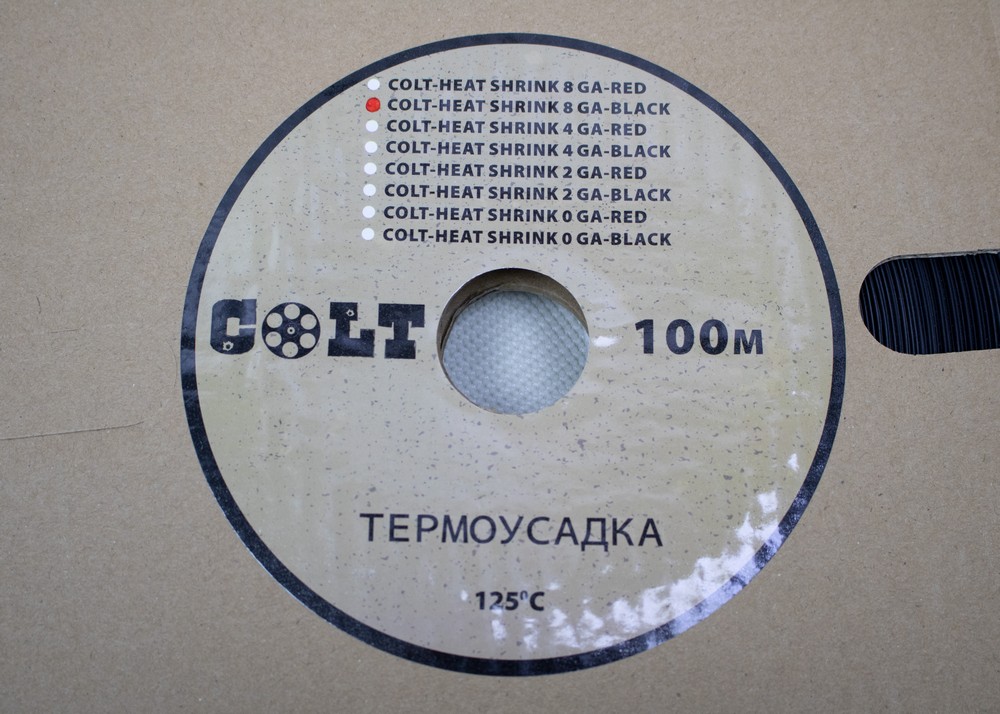 COLT-HEAT SHRINK 8 GA-RED
COLT-HEAT SHRINK 8 GA-BLACK
COLT-HEAT SHRINK 4 GA-RED
COLT-HEAT SHRINK 4 GA-BLACK
COLT-HEAT SHRINK 2 GA-RED
COLT-HEAT SHRINK 2 GA-BLACK
COLT-HEAT SHRINK 0 GA-RED
COLT-HEAT SHRINK 0 GA-BLACK
COLT
100м
ТЕРМОУСАДКА
125⁰C